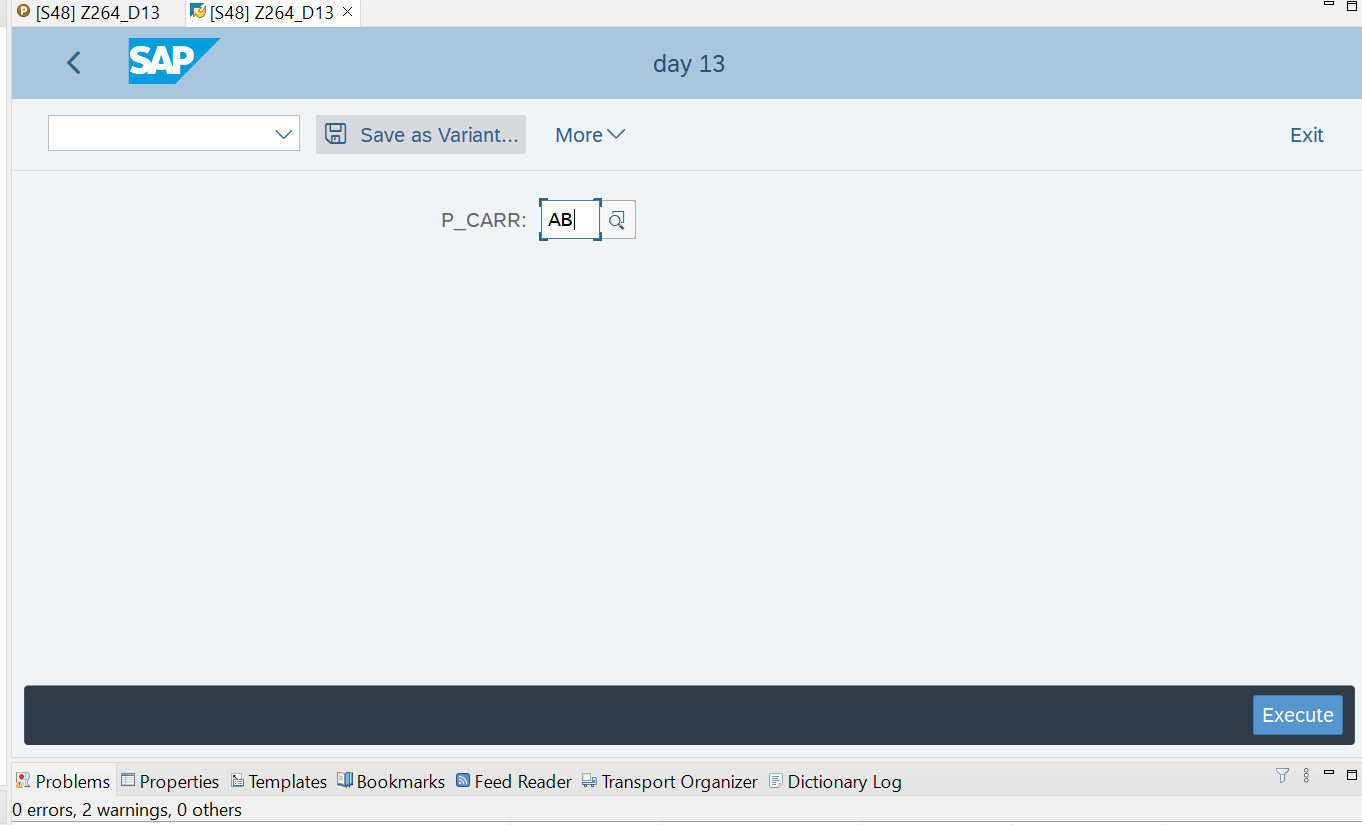 [S48] Z264_D13 [S48] Z264_D13
SAP day 13
Save as Variant... More Exit
P_CARR: AB
Execute
Problems Properties Templates Bookmarks Feed Reader Transport Organizer Dictionary Log
0 errors, 2 warnings, 0 others